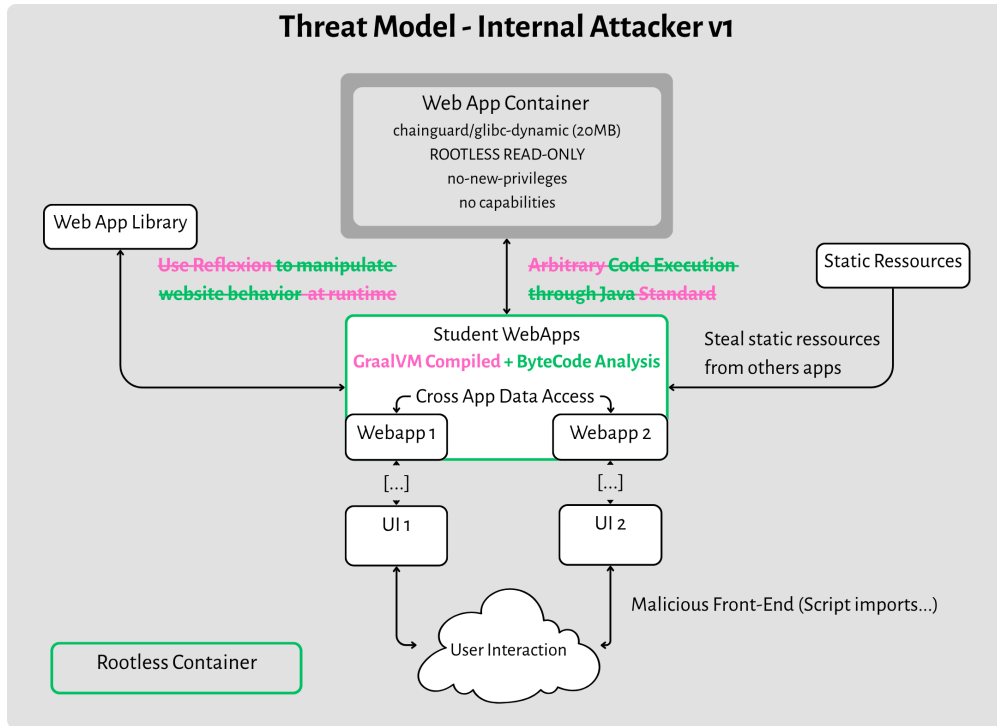 Threat Model - Internal Attacker v1
Web App Container
chainguard/glibc-dynamic (20MB)
ROOTLESS READ-ONLY
no-new-privileges
no capabilities
Web App Library
Use Reflexion to manipulate
website behavior at runtime
Arbitrary Code Execution
through Java Standard
Static Ressources
Student WebApps
GraalVM Compiled + ByteCode Analysis
Steal static ressources
from others apps
Cross App Data Access
Webapp 1
Webapp 2
[...]
[...]
UI 1
UI 2
Malicious Front-End (Script imports...)
User Interaction
Rootless Container